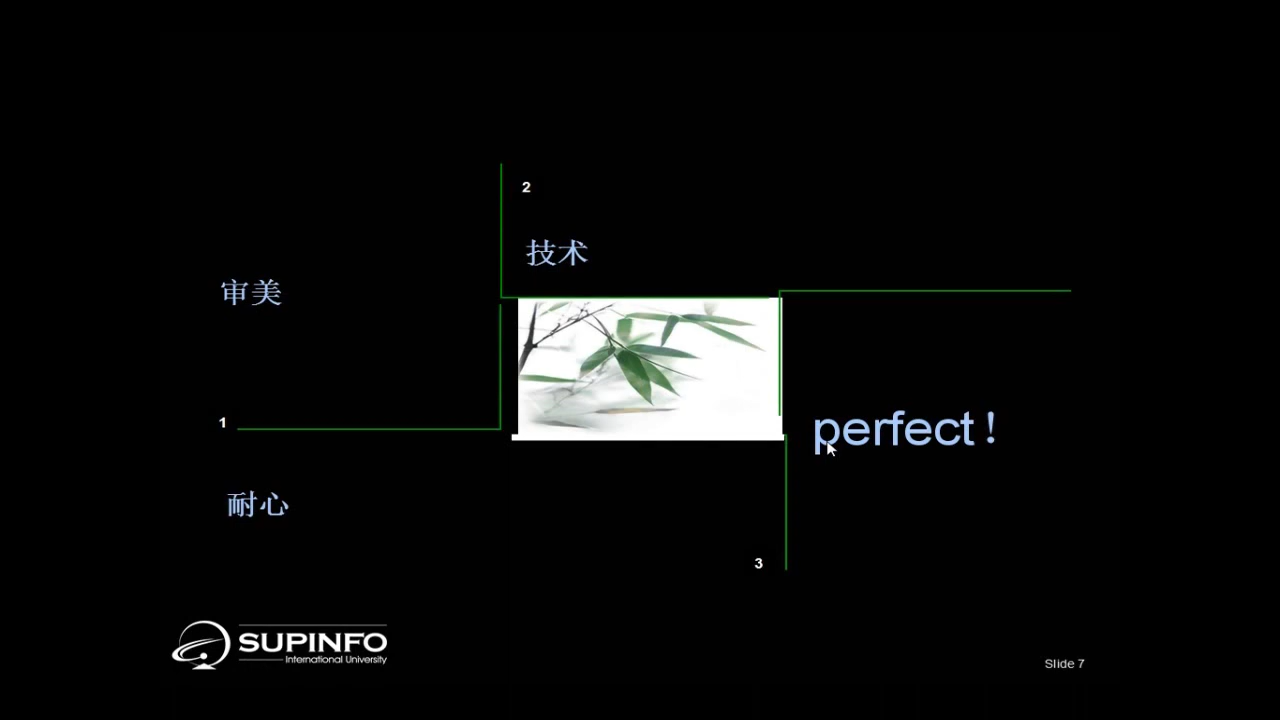 2
技术
审美
1
perfect！
耐心
3
SUPINFO
International University
Slide 7